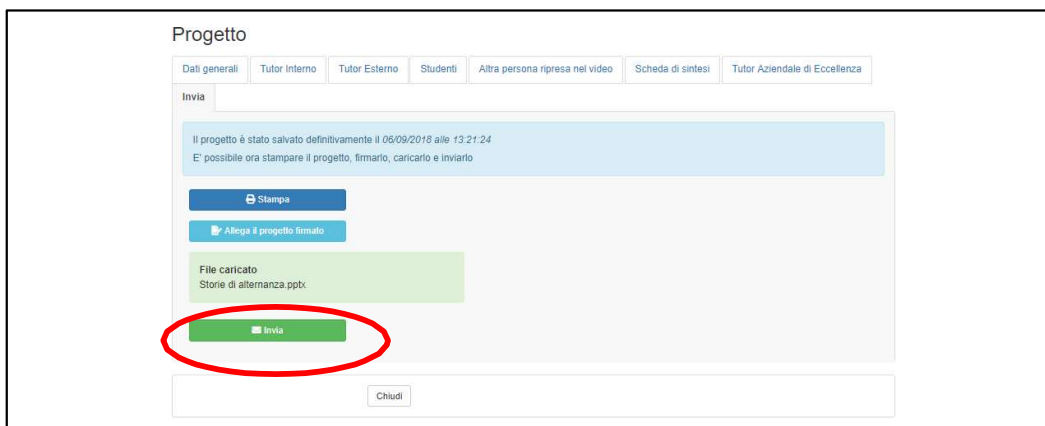 Progetto
Dati generali Tutor Interno Tutor Esterno Studenti Altra persona ripresa nel video Scheda di sintesi Tutor Aziendale di Eccellenza
Invia
Il progetto è stato salvato definitivamente il 06/09/2018 alle 13:21:24
E' possibile ora stampare il progetto, firmarlo, caricarlo e inviarlo
Stampa
Allega il progetto firmato
File caricato
Storie di alternanza.pptx
Invia
Chiudi